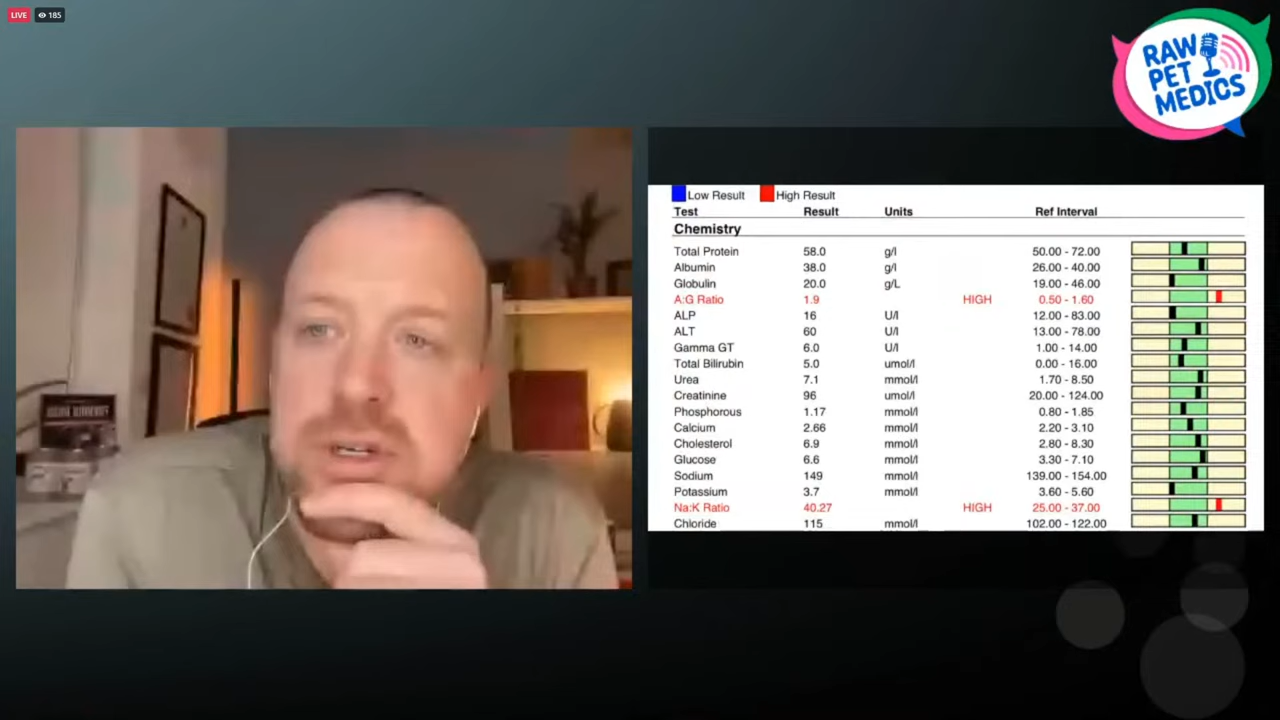 LIVE 185
RAW
PET
MEDICS
Low Result High Result
Test Result Units Ref Interval
Chemistry
Total Protein 58.0 g/l 50.00 - 72.00
Albumin 38.0 g/l 26.00 - 40.00
Globulin 20.0 g/L 19.00 - 46.00
A:G Ratio 1.9 HIGH 0.50 - 1.60
ALP 16 U/l 12.00 - 83.00
ALT 60 U/l 13.00 - 78.00
Gamma GT 6.0 U/l 1.00 - 14.00
Total Bilirubin 5.0 umol/l 0.00 - 16.00
Urea 7.1 mmol/l 1.70 - 8.50
Creatinine 96 umol/l 20.00 - 124.00
Phosphorous 1.17 mmol/l 0.80 - 1.85
Calcium 2.66 mmol/l 2.20 - 3.10
Cholesterol 6.9 mmol/l 2.80 - 8.30
Glucose 6.6 mmol/l 3.30 - 7.10
Sodium 149 mmol/l 139.00 - 154.00
Potassium 3.7 mmol/l 3.60 - 5.60
Na:K Ratio 40.27 HIGH 25.00 - 37.00
Chloride 115 mmol/l 102.00 - 122.00